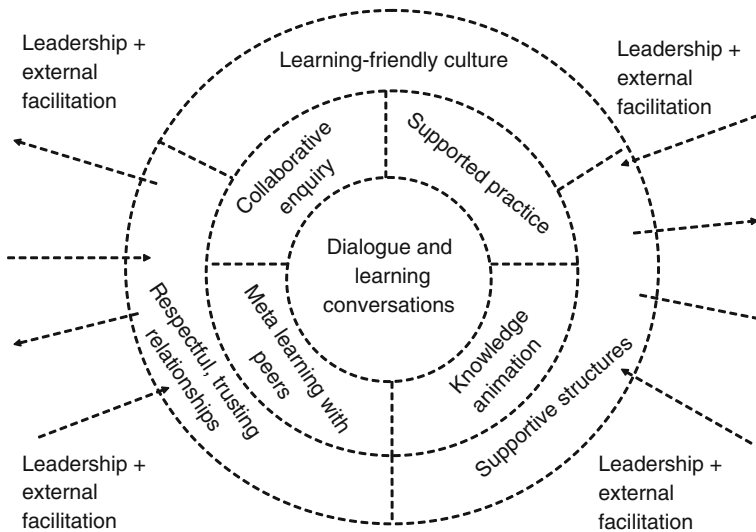 Leadership +
external
facilitation
Leadership +
external
facilitation
Learning-friendly culture
Collaborative
enquiry
Supported practice
Dialogue and
learning
conversations
Meta learning with
peers
Knowledge
animation
Respectful, trusting
relationships
Supportive structures
Leadership +
external
facilitation
Leadership +
external
facilitation